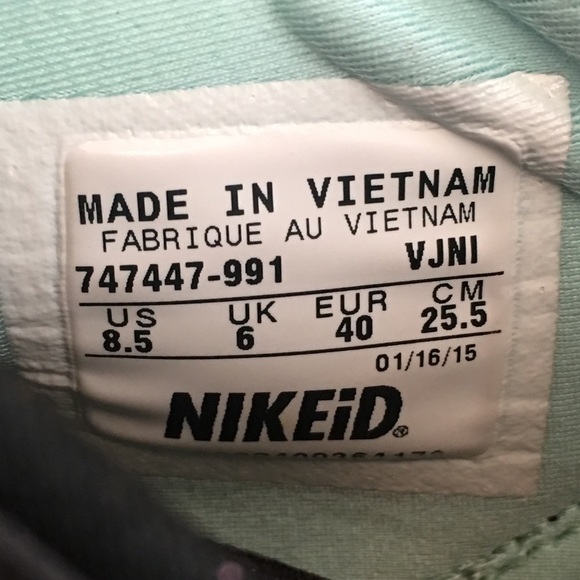 MADE IN VIETNAM
FABRIQUE AU VIETNAM
747447-991 VJNI
US UK EUR CM
8.5 6 40 25.5
01/16/15
NIKEiD®